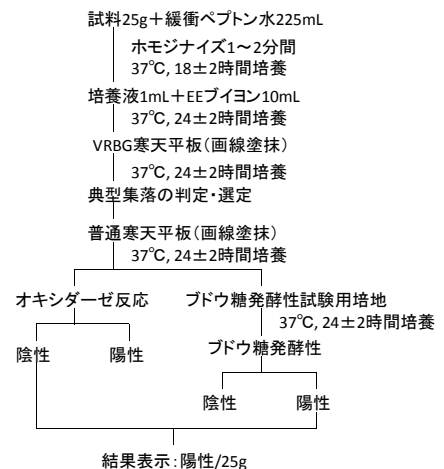 試料25g＋緩衝ペプトン水225mL
ホモジナイズ1～2分間
37℃, 18±2時間培養
培養液1mL＋EEブイヨン10mL
37℃, 24±2時間培養
VRBG寒天平板（画線塗抹）
37℃, 24±2時間培養
典型集落の判定・選定
普通寒天平板（画線塗抹）
37℃, 24±2時間培養
オキシダーゼ反応 ブドウ糖発酵性試験用培地
37℃, 24±2時間培養
陰性 陽性 ブドウ糖発酵性
陰性 陽性
結果表示：陽性/25g